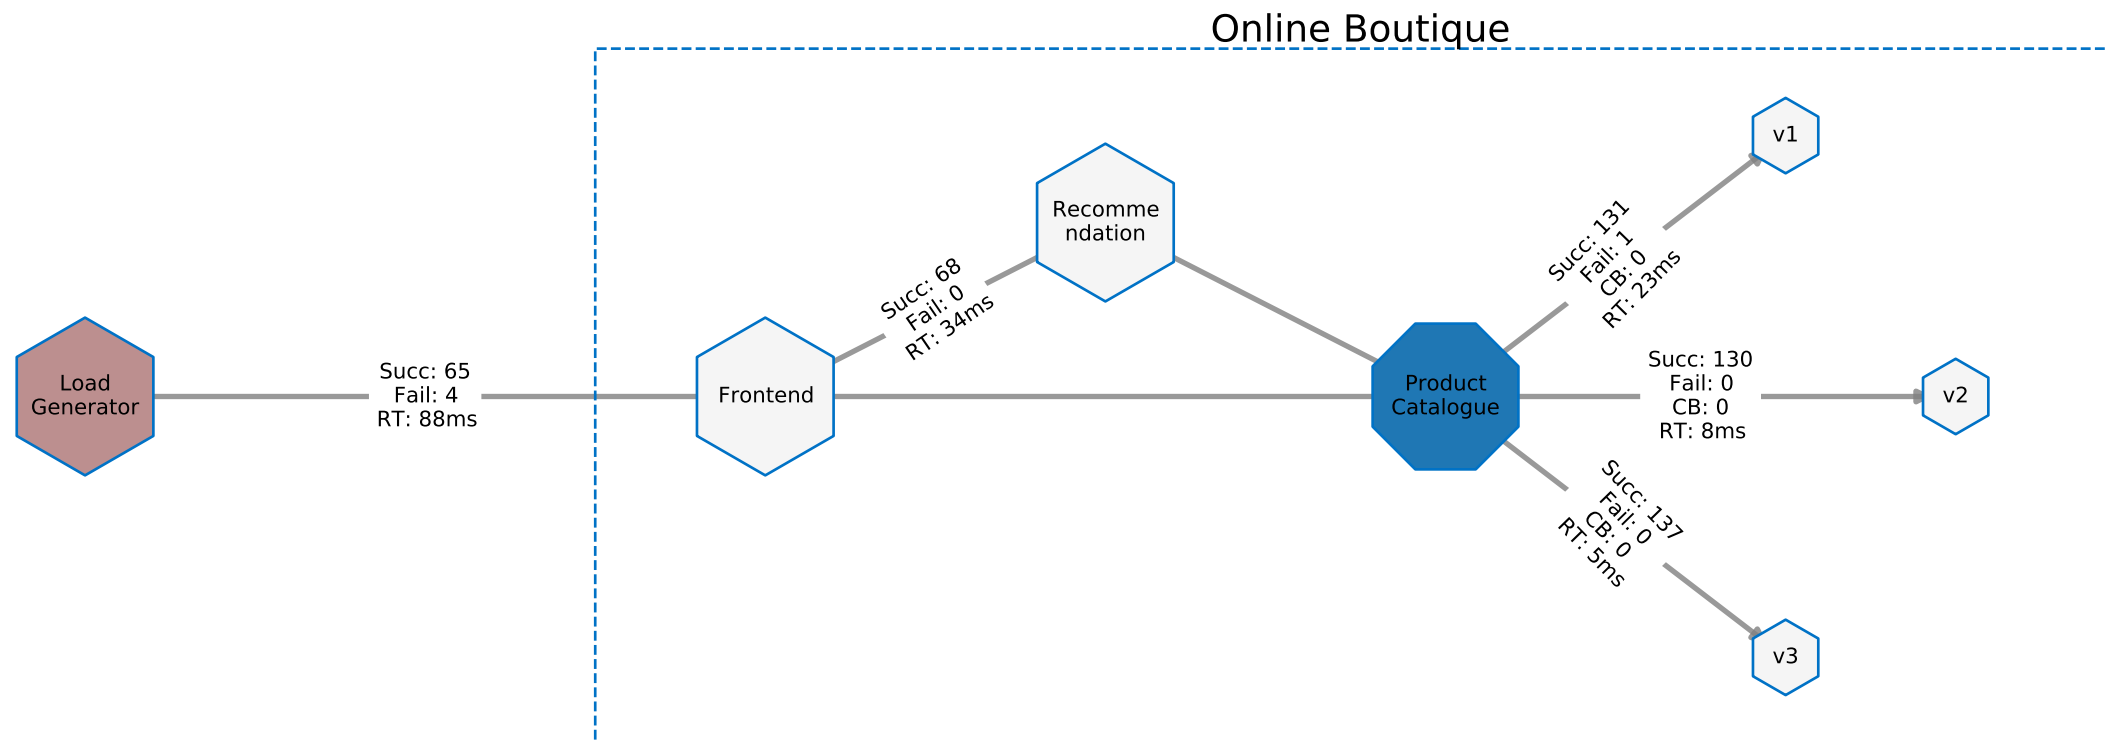 Online Boutique
Load
Generator
Succ: 65
Fail: 4
RT: 88ms
Frontend
Succ: 68
Fail: 0
RT: 34ms
Recomme
ndation
Product
Catalogue
Succ: 131
Fail: 1
CB: 0
RT: 23ms
v1
Succ: 130
Fail: 0
CB: 0
RT: 8ms
v2
Succ: 137
Fail: 0
CB: 0
RT: 5ms
v3